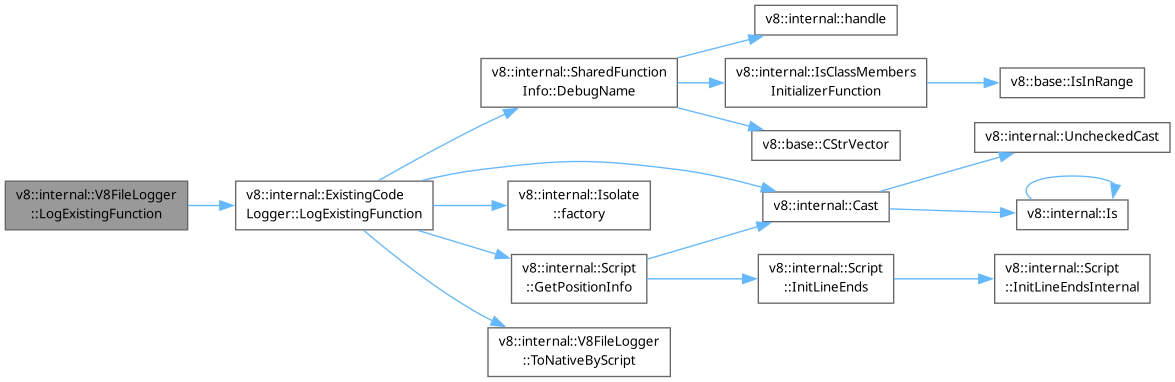 v8::internal::V8FileLogger
::LogExistingFunction
v8::internal::ExistingCode
Logger::LogExistingFunction
v8::internal::SharedFunction
Info::DebugName
v8::internal::handle
v8::internal::IsClassMembers
InitializerFunction
v8::base::IsInRange
v8::base::CStrVector
v8::internal::Isolate
::factory
v8::internal::Cast
v8::internal::UncheckedCast
v8::internal::Is
v8::internal::Script
::GetPositionInfo
v8::internal::Script
::InitLineEnds
v8::internal::Script
::InitLineEndsInternal
v8::internal::V8FileLogger
::ToNativeByScript